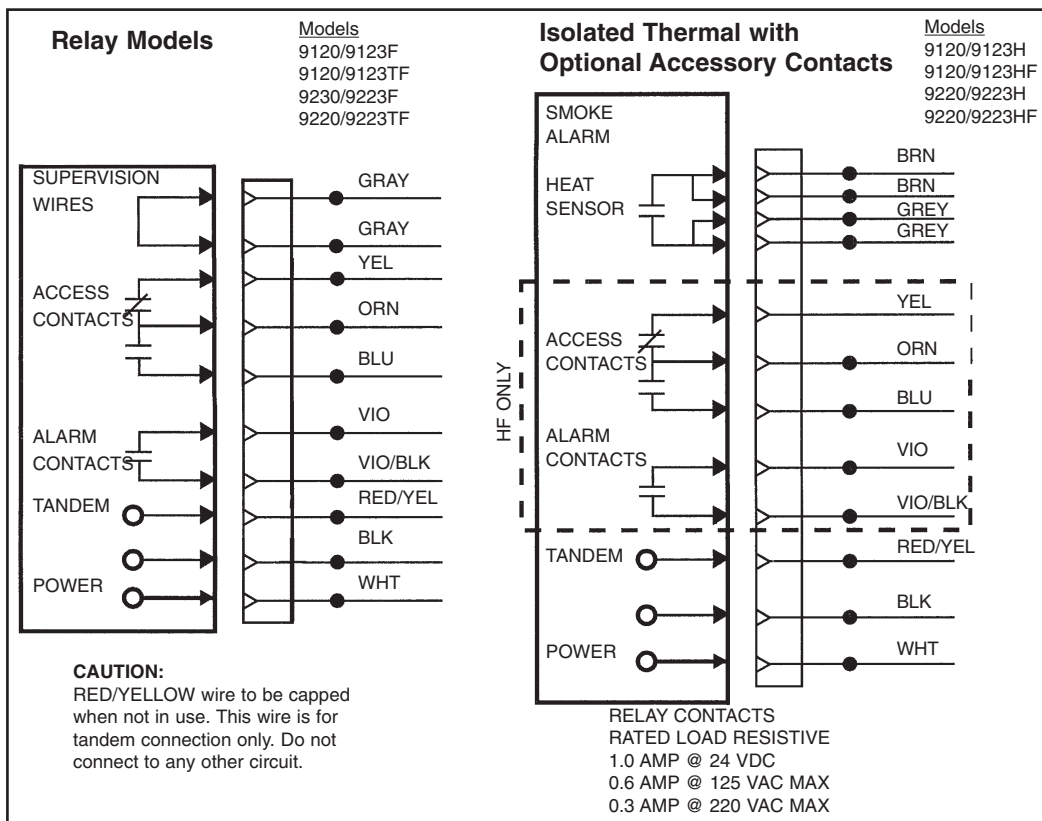 Relay Models
Models
9120/9123F
9120/9123TF
9230/9223F
9220/9223TF
SUPERVISION
WIRES
GRAY
GRAY
YEL
ACCESS
CONTACTS
ORN
BLU
VIO
ALARM
CONTACTS
VIO/BLK
RED/YEL
TANDEM
BLK
POWER
WHT
CAUTION:
RED/YELLOW wire to be capped
when not in use. This wire is for
tandem connection only. Do not
connect to any other circuit.
Isolated Thermal with
Optional Accessory Contacts
Models
9120/9123H
9120/9123HF
9220/9223H
9220/9223HF
SMOKE
ALARM
HEAT
SENSOR
BRN
BRN
GREY
GREY
HF ONLY
YEL
ACCESS
CONTACTS
ORN
BLU
ALARM
CONTACTS
VIO
VIO/BLK
TANDEM
RED/YEL
BLK
POWER
WHT
RELAY CONTACTS
RATED LOAD RESISTIVE
1.0 AMP @ 24 VDC
0.6 AMP @ 125 VAC MAX
0.3 AMP @ 220 VAC MAX